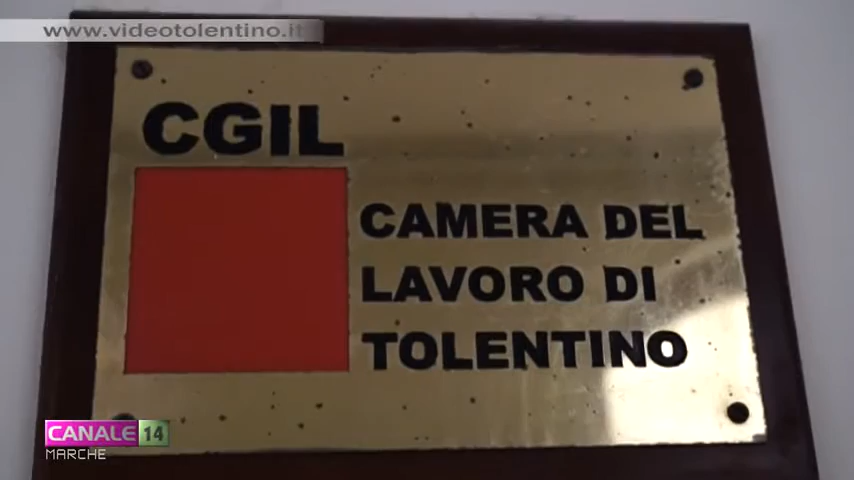 www.videotolentino.it
CGIL
CAMERA DEL
LAVORO DI
TOLENTINO
CANALE 14
MARCHE